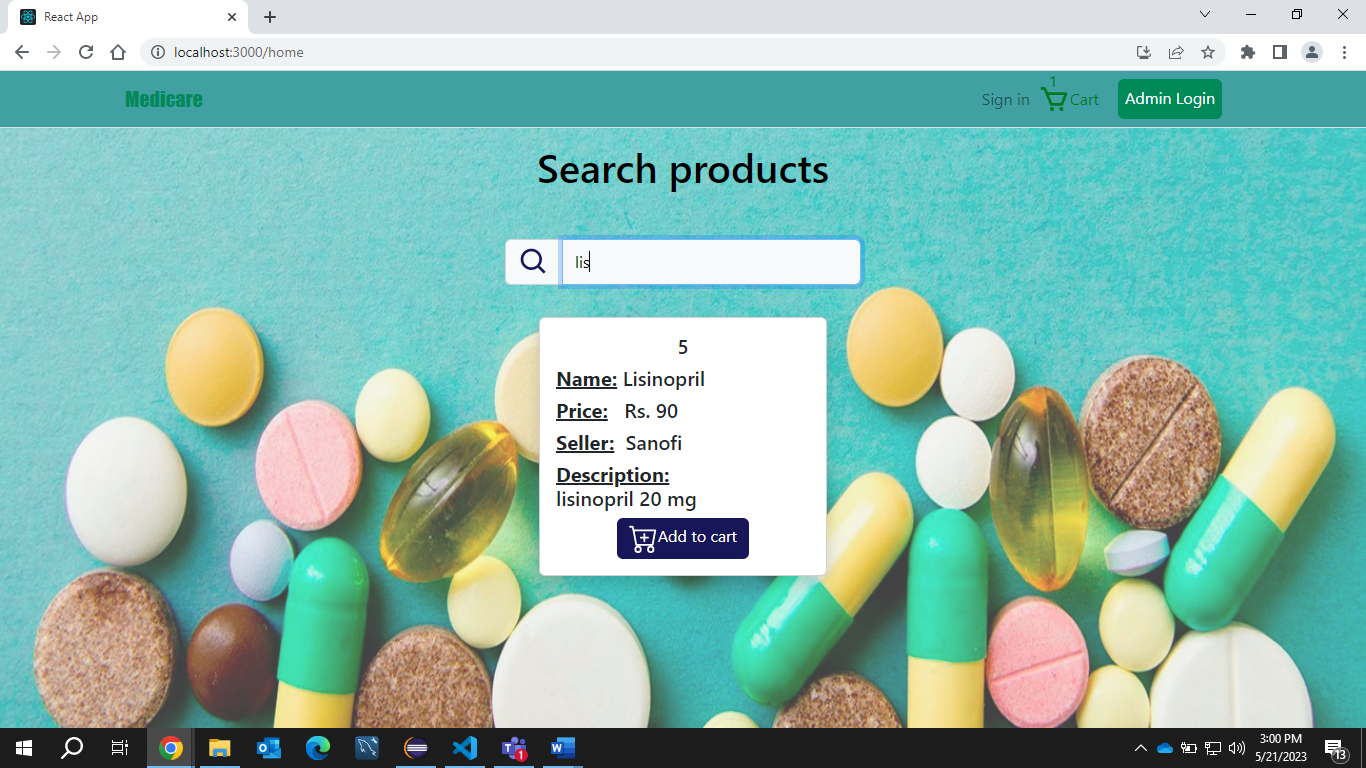 React App
localhost:3000/home
Medicare
Sign in
1
Cart
Admin Login
Search products
lis
5
Name: Lisinopril
Price: Rs. 90
Seller: Sanofi
Description:
lisinopril 20 mg
Add to cart
1
3:00 PM
5/21/2023
13